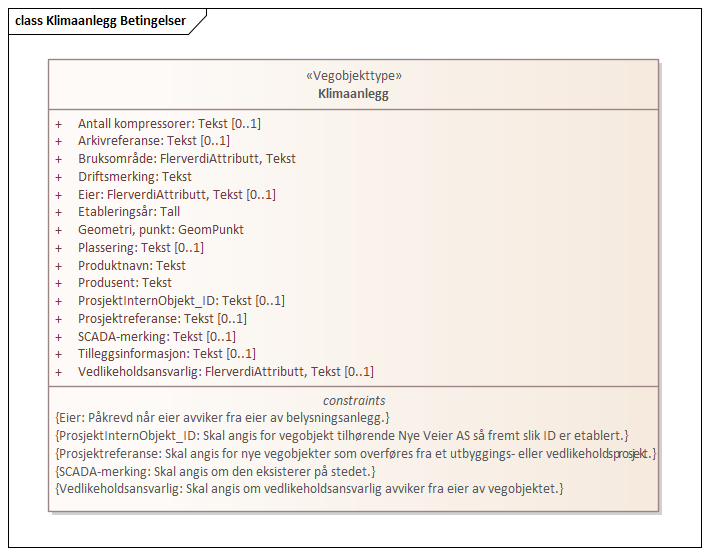 class Klimaanlegg Betingelser
«Vegobjekttype»
Klimaanlegg
+ Antall kompressorer: Tekst [0..1]
+ Arkivreferanse: Tekst [0..1]
+ Bruksområde: FlerverdiAttributt, Tekst
+ Driftsmerking: Tekst
+ Eier: FlerverdiAttributt, Tekst [0..1]
+ Etableringsår: Tall
+ Geometri, punkt: GeomPunkt
+ Plassering: Tekst [0..1]
+ Produktnavn: Tekst
+ Produsent: Tekst
+ ProsjektInternObjekt_ID: Tekst [0..1]
+ Prosjektreferanse: Tekst [0..1]
+ SCADA-merking: Tekst [0..1]
+ Tilleggsinformasjon: Tekst [0..1]
+ Vedlikeholdsansvarlig: FlerverdiAttributt, Tekst [0..1]
constraints
{Eier: Påkrevd når eier avviker fra eier av belysningsanlegg.}
{ProsjektInternObjekt_ID: Skal angis for vegobjekt tilhørende Nye Veier AS så fremt slik ID er etablert.}
{Prosjektreferanse: Skal angis for nye vegobjekter som overføres fra et utbyggings- eller vedlikeholdsprosjekt.}
{SCADA-merking: Skal angis om den eksisterer på stedet.}
{Vedlikeholdsansvarlig: Skal angis om vedlikeholdsansvarlig avviker fra eier av vegobjektet.}